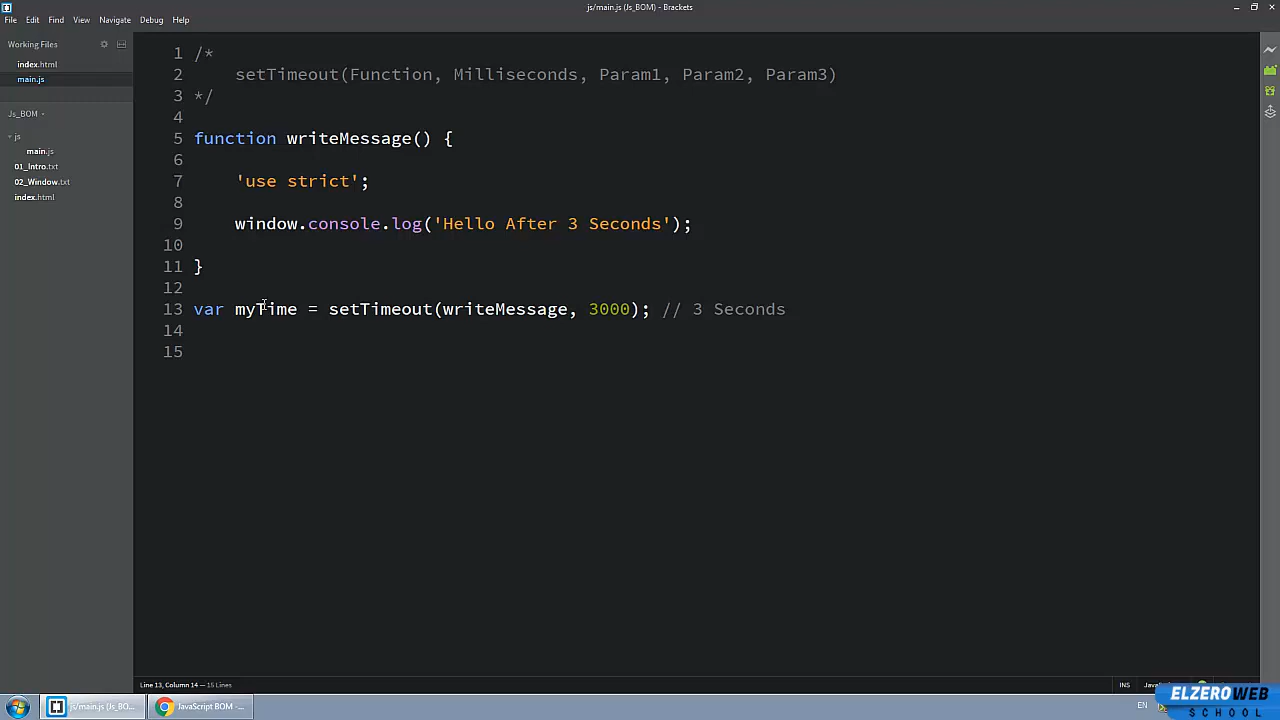 js/main.js (Js_BOM) - Brackets
File Edit Find View Navigate Debug Help
Working Files
index.html
main.js
Js_BOM
js
main.js
01_Intro.txt
02_Window.txt
index.html
1 /*
2 setTimeout(Function, Milliseconds, Param1, Param2, Param3)
3 */
4
5 function writeMessage() {
6
7 'use strict';
8
9 window.console.log('Hello After 3 Seconds');
10
11 }
12
13 var myTime = setTimeout(writeMessage, 3000); // 3 Seconds
14
15
Line 13, Column 14 — 15 Lines
INS
js/main.js (Js_BO...
JavaScript BOM -...
EN
ELZEROWEB
SCHOOL